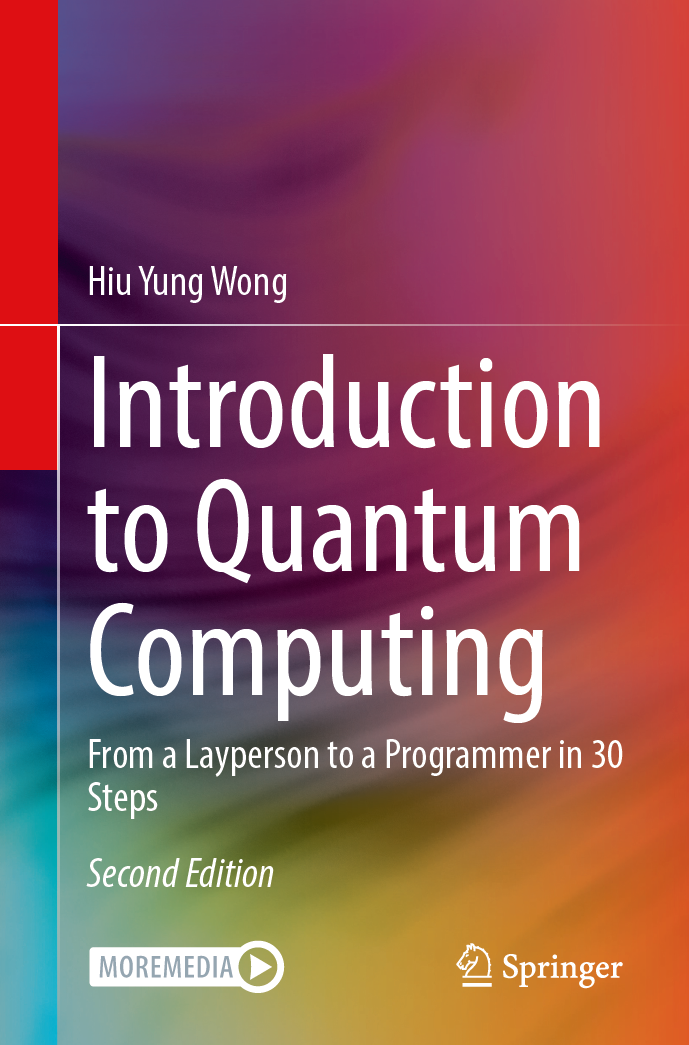 Hiu Yung Wong
Introduction
to Quantum
Computing
From a Layperson to a Programmer in 30
Steps
Second Edition
MOREMEDIA
Springer